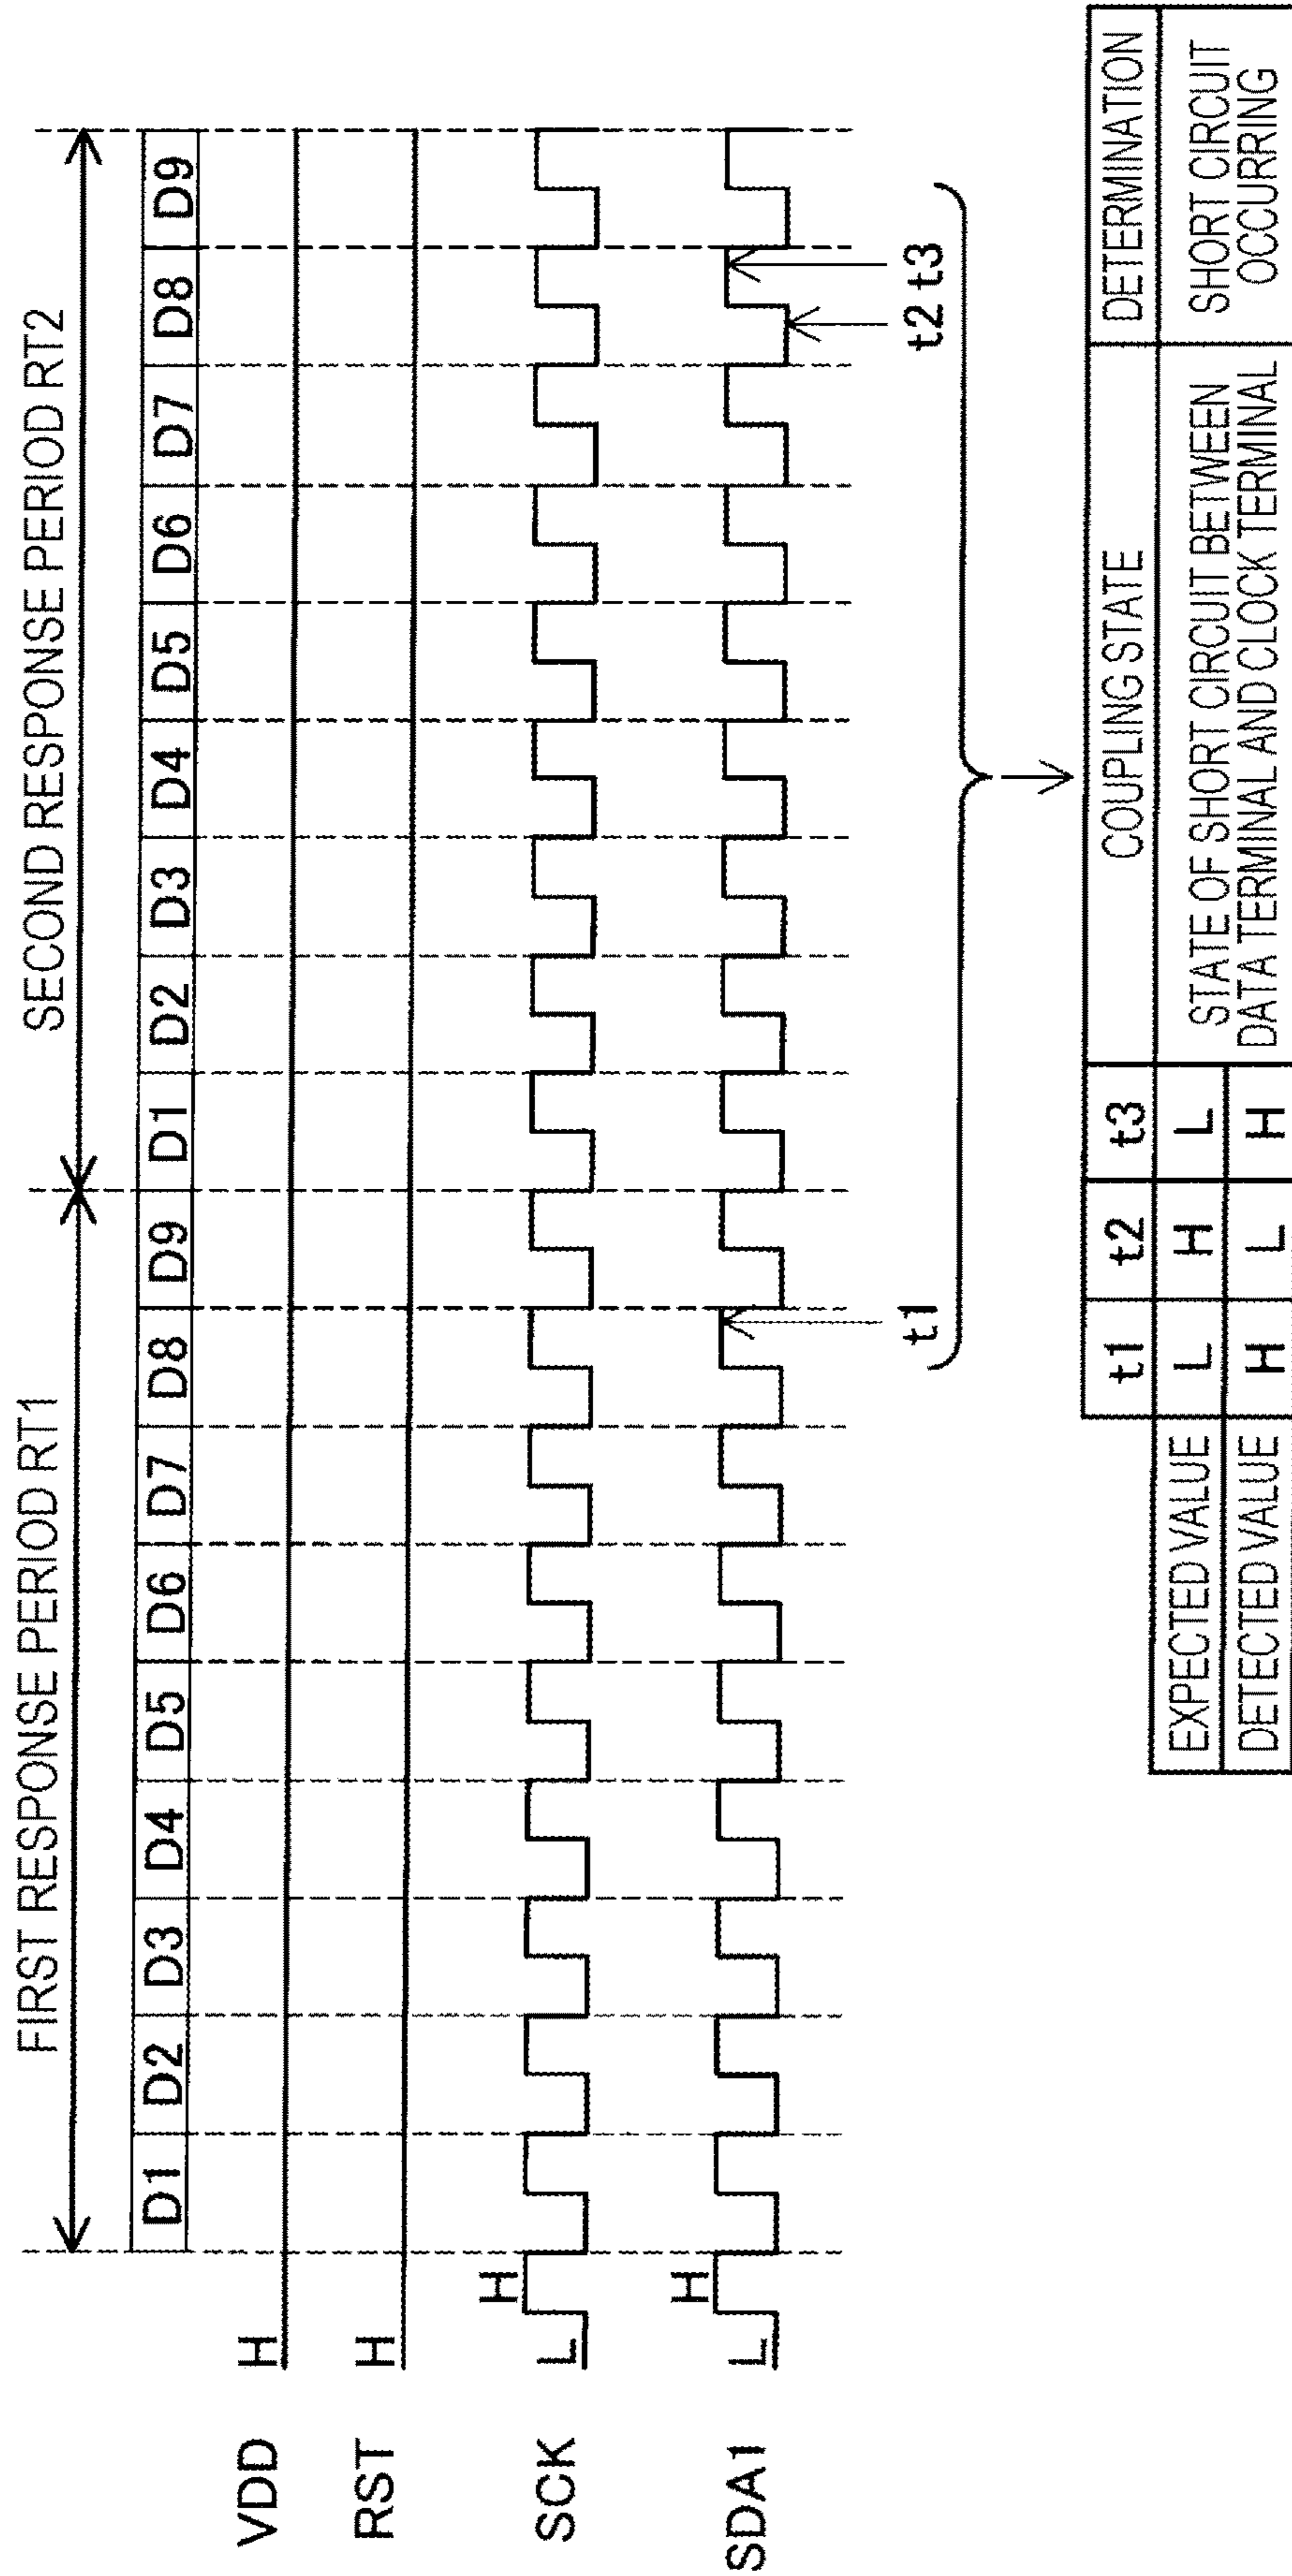 FIRST RESPONSE PERIOD RT1 SECOND RESPONSE PERIOD RT2
D1 D2 D3 D4 D5 D6 D7 D8 D9 D1 D2 D3 D4 D5 D6 D7 D8 D9
VDD H
RST H
SCK L H
SDA1 L H
t1 t2 t3
t1 t2 t3 COUPLING STATE DETERMINATION
EXPECTED VALUE L H L
DETECTED VALUE H L H
STATE OF SHORT CIRCUIT BETWEEN
DATA TERMINAL AND CLOCK TERMINAL
SHORT CIRCUIT
OCCURRING